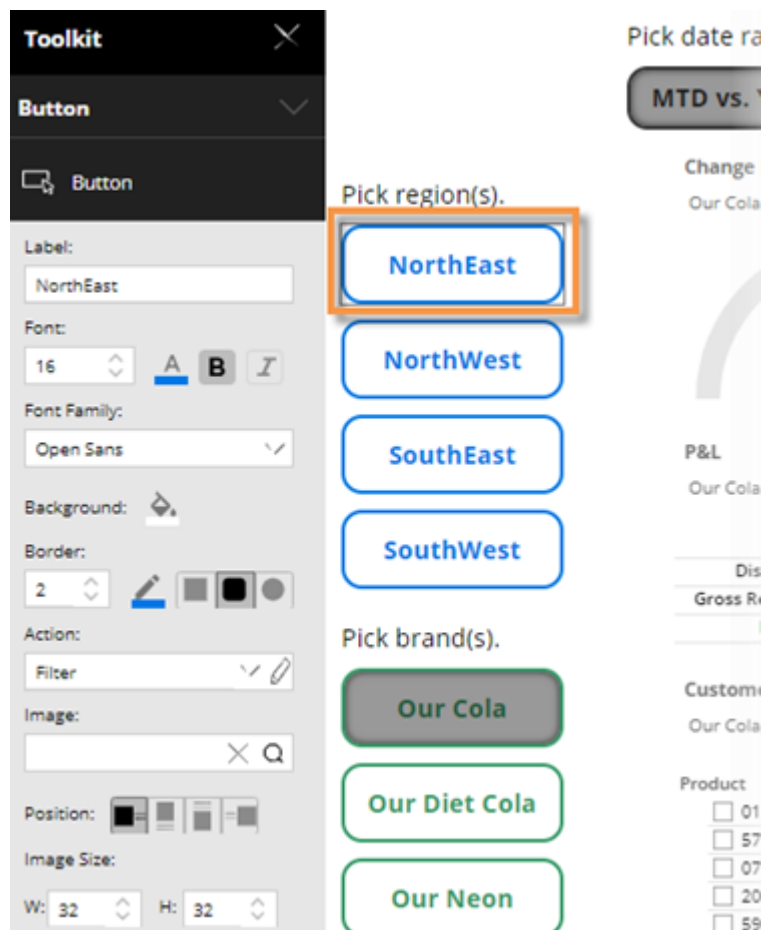 Toolkit
Button
Button
Label:
NorthEast
Font:
16
A B I
Font Family:
Open Sans
Background:
Border:
2
Action:
Filter
Image:
Position:
Image Size:
W: 32 H: 32
Pick region(s).
NorthEast
NorthWest
SouthEast
SouthWest
Pick brand(s).
Our Cola
Our Diet Cola
Our Neon
Pick date ra
MTD vs.
Change
Our Cola
P&L
Our Cola
Dis
Gross Re
Custome
Our Cola
Product
01
57
07
20
59